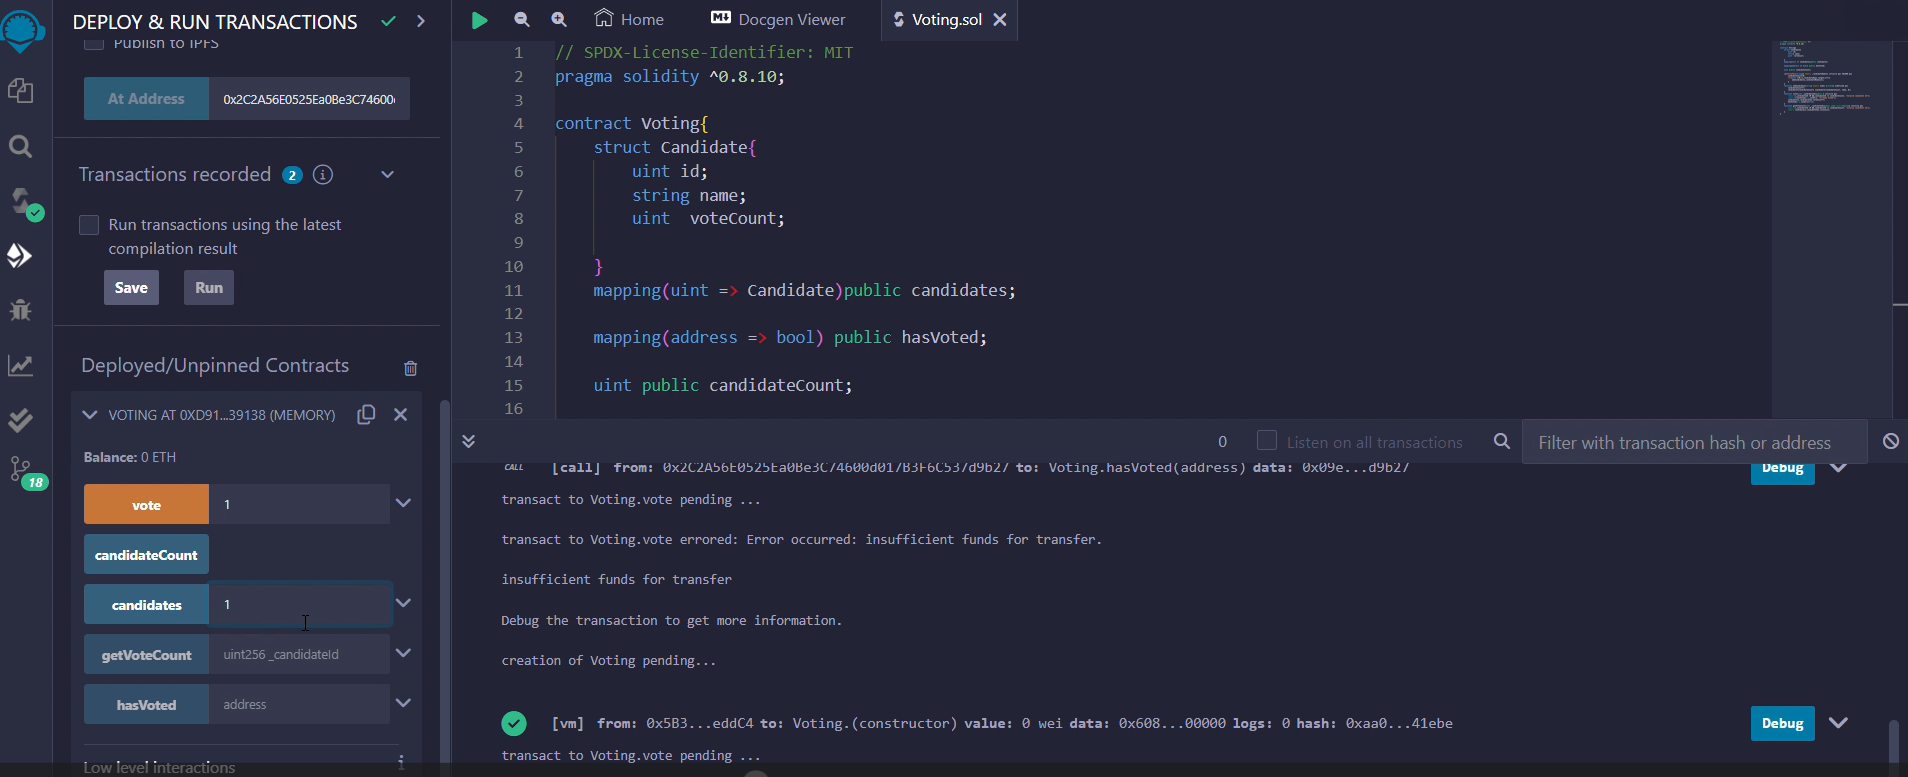 DEPLOY & RUN TRANSACTIONS
Publish to IPFS
At Address 0x2C2A56E0525Ea0Be3C74600
Transactions recorded 2
Run transactions using the latest
compilation result
Save Run
Deployed/Unpinned Contracts
VOTING AT 0XD91...39138 (MEMORY)
Balance: 0 ETH
vote 1
candidateCount
candidates 1
getVoteCount uint256 _candidateId
hasVoted address
Low level interactions
18
Home Docgen Viewer Voting.sol
1 // SPDX-License-Identifier: MIT
2 pragma solidity ^0.8.10;
3
4 contract Voting{
5 struct Candidate{
6 uint id;
7 string name;
8 uint  voteCount;
9
10 }
11 mapping(uint => Candidate)public candidates;
12
13 mapping(address => bool) public hasVoted;
14
15 uint public candidateCount;
16
0 Listen on all transactions Filter with transaction hash or address
CALL [call] from: 0x2C2A56E0525Ea0Be3C74600d017B3F6C537d9b27 to: Voting.hasVoted(address) data: 0x09e...d9b27 Debug
transact to Voting.vote pending ...
transact to Voting.vote errored: Error occurred: insufficient funds for transfer.
insufficient funds for transfer
Debug the transaction to get more information.
creation of Voting pending...
[vm] from: 0x5B3...eddC4 to: Voting.(constructor) value: 0 wei data: 0x608...00000 logs: 0 hash: 0xaa0...41ebe Debug
transact to Voting.vote pending ...